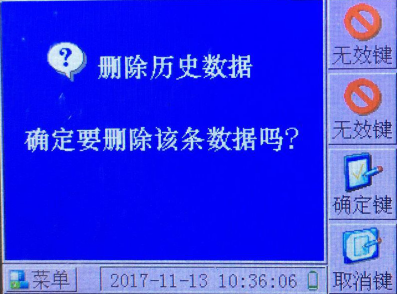 删除历史数据
确定要删除该条数据吗?
无效键
无效键
确定键
取消键
菜单
2017-11-13 10:36:06